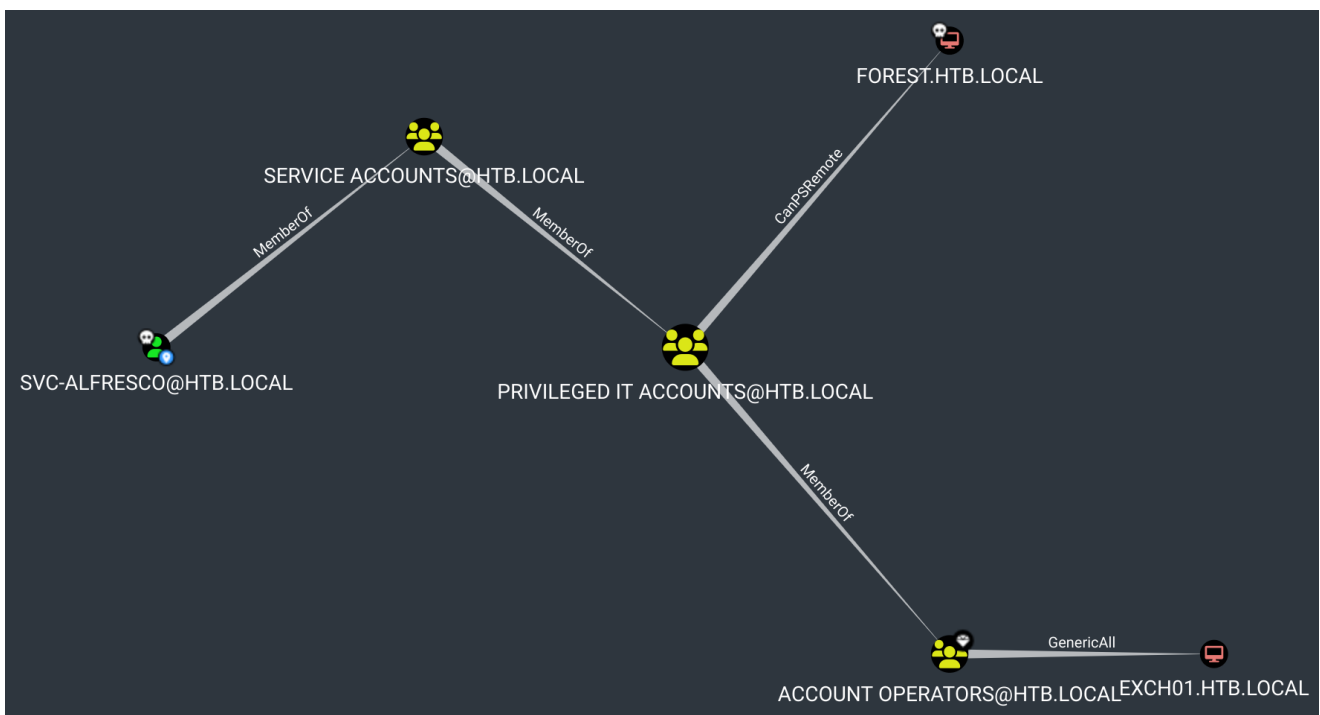 FOREST.HTB.LOCAL
SERVICE ACCOUNTS@HTB.LOCAL
CanPSRemote
MemberOf
MemberOf
SVC-ALFRESCO@HTB.LOCAL
PRIVILEGED IT ACCOUNTS@HTB.LOCAL
MemberOf
GenericAll
ACCOUNT OPERATORS@HTB.LOCAL
EXCH01.HTB.LOCAL